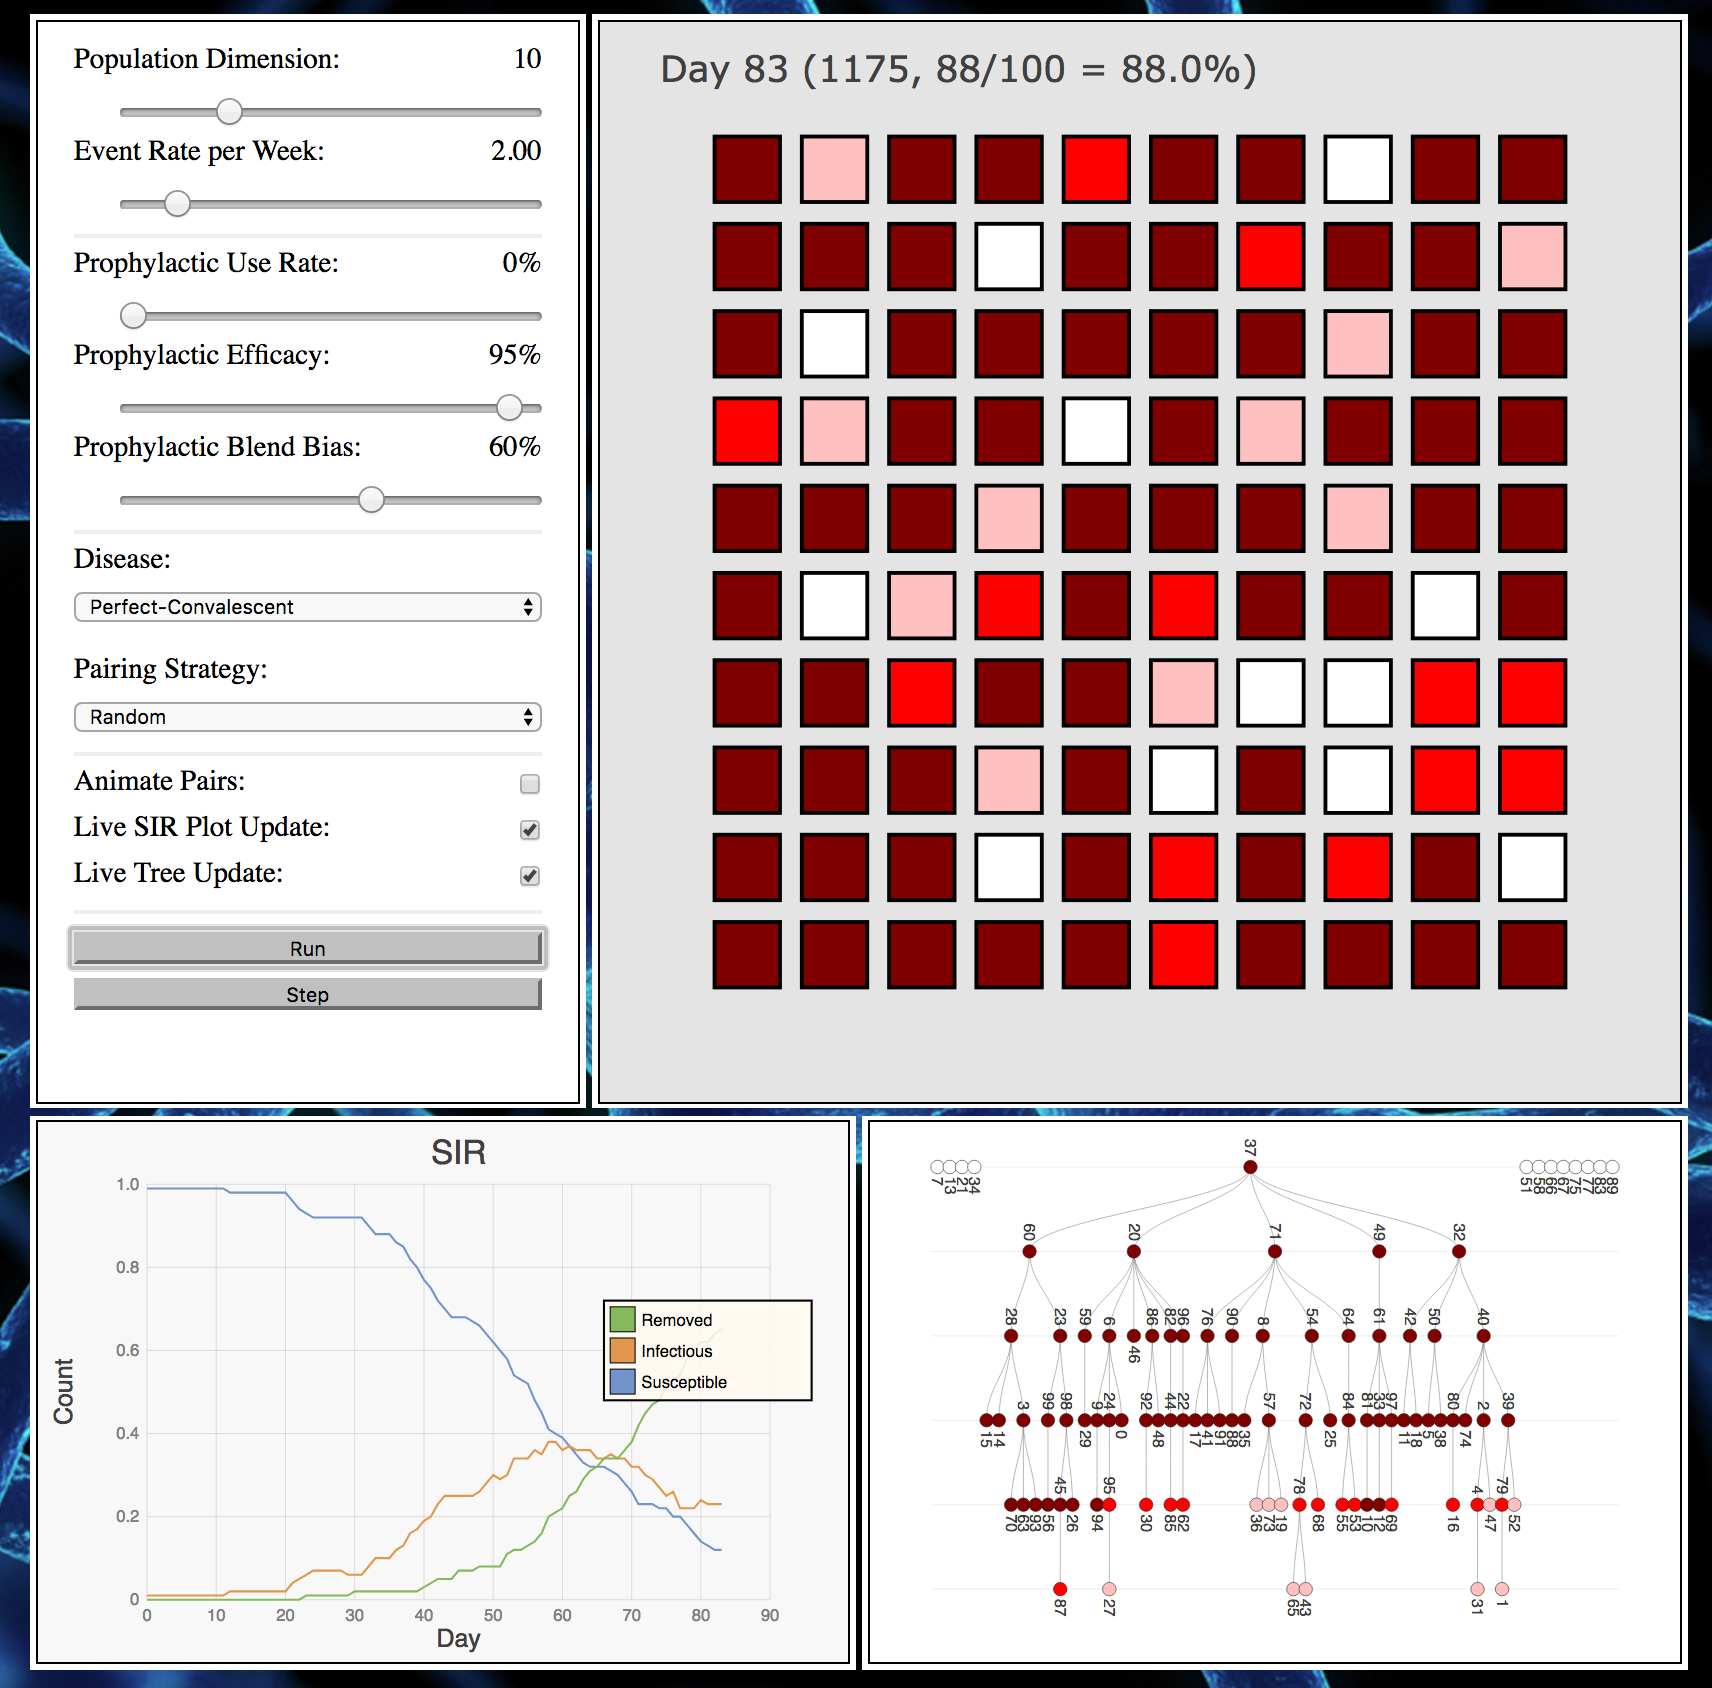 Population Dimension: 10
Event Rate per Week: 2.00
Prophylactic Use Rate: 0%
Prophylactic Efficacy: 95%
Prophylactic Blend Bias: 60%
Disease:
Perfect-Convalescent
Pairing Strategy:
Random
Animate Pairs:
Live SIR Plot Update:
Live Tree Update:
Run
Step
Day 83 (1175, 88/100 = 88.0%)
SIR
1.0
0.8
0.6
0.4
0.2
0
Count
0 10 20 30 40 50 60 70 80 90
Day
Removed
Infectious
Susceptible
37
7 13 21 34 51 58 66 67 75 77 83 89
60 20 71 49 32
28 23 59 6 86 82 96 76 90 8 54 64 61 42 50 40
46
3 99 98 9 24 92 44 22 57 72 84 81 33 97 80 2 39
15 14 29 0 48 17 41 91 88 35 25 11 18 5 38 74
45 95 78 4 79
70 63 93 56 26 94 30 85 62 36 73 19 68 55 53 10 12 69 16 47 52
87 27 65 43 31 1